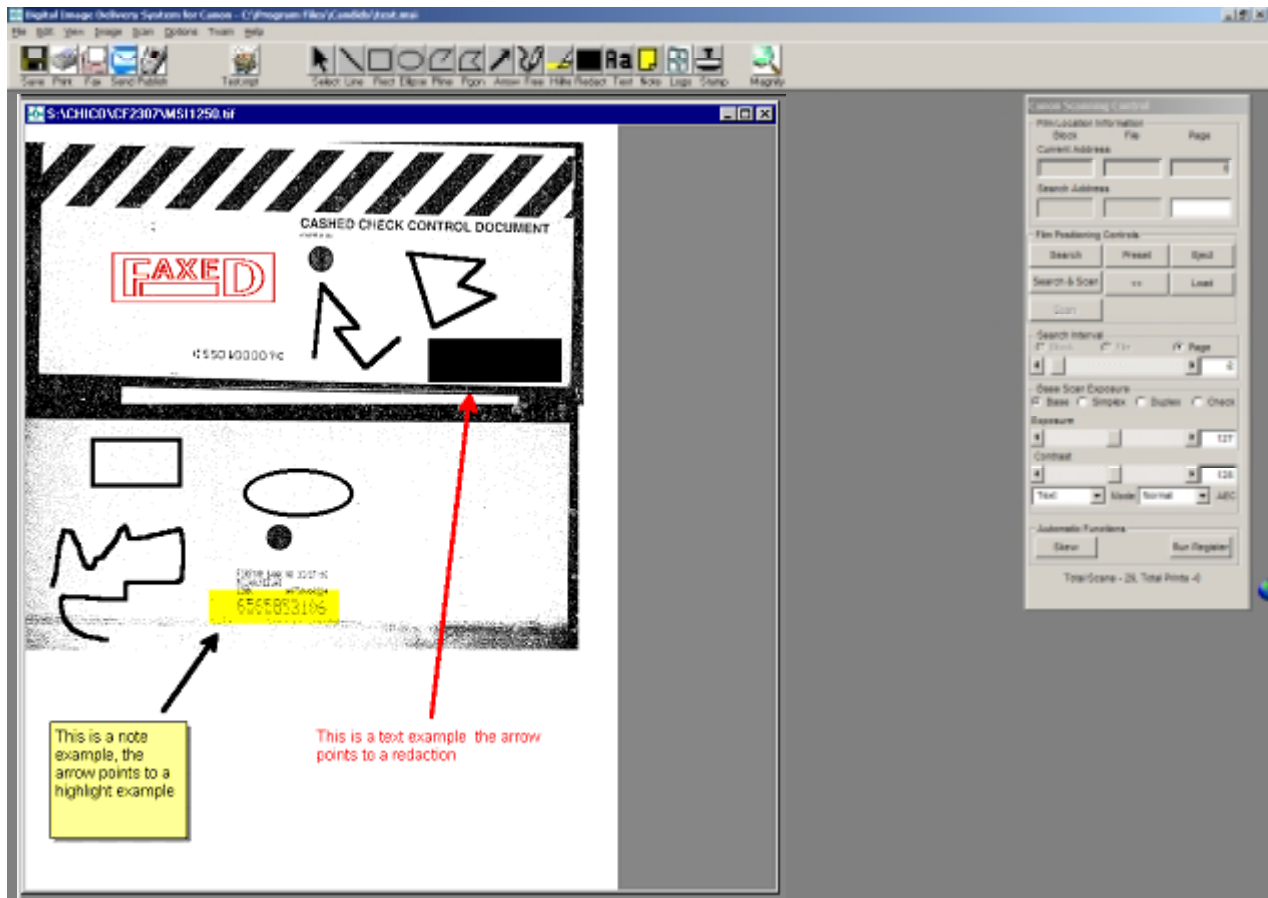 Digital Image Delivery System for Canon - C:\Program Files\Candids\test.msi
File Edit View Image Scan Options Twain Help
Save Print Fax Send Publish Select Line Rect Ellipse Pline Pgon Arrow Free Hilite Redact Text Note Logo Stamp Magnify
S:\CHICO\CF2307\MSI1250.tif
CASHED CHECK CONTROL DOCUMENT
FAXED
This is a note
example, the
arrow points to a
highlight example
This is a text example the arrow
points to a redaction
Canon Scanning Control
Film Location Information
Block File Page
Current Address
Search Address
Film Positioning Controls
Search Preset Eject
Search & Scan << Load
Scan
Search Interval
Block File Page
Base Scan Exposure
Base Simplex Duplex Check
Exposure
127
Contrast
128
Text Mode Normal AEC
Automatic Functions
Skew Run Register
Total Scans - 29, Total Prints -0